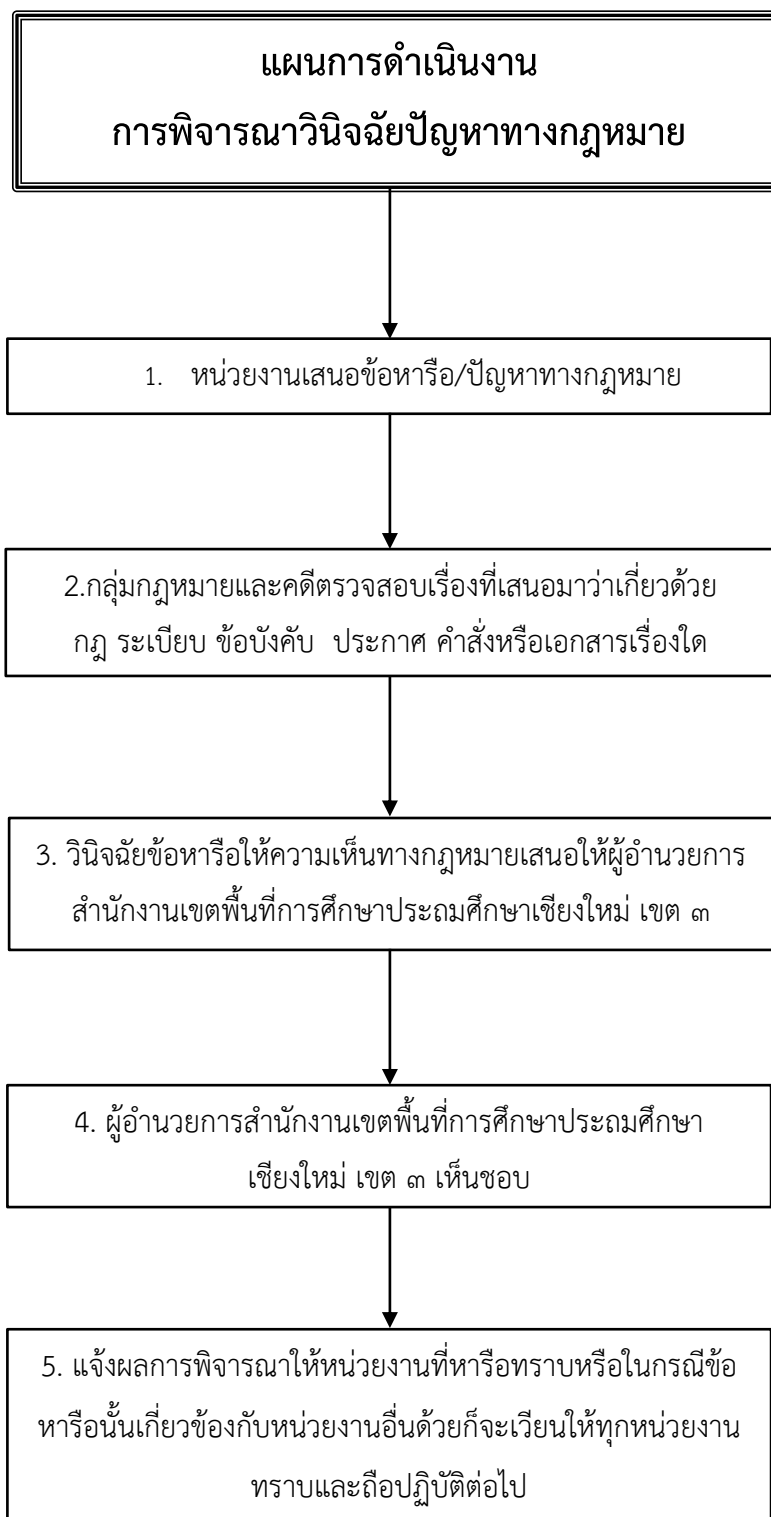 แผนการดำเนินงาน
การพิจารณาวินิจฉัยปัญหาทางกฎหมาย
1. หน่วยงานเสนอข้อหารือ/ปัญหาทางกฎหมาย
2.กลุ่มกฎหมายและคดีตรวจสอบเรื่องที่เสนอมาว่าเกี่ยวด้วย
กฎ ระเบียบ ข้อบังคับ ประกาศ คำสั่งหรือเอกสารเรื่องใด
3. วินิจฉัยข้อหารือให้ความเห็นทางกฎหมายเสนอให้ผู้อำนวยการ
สำนักงานเขตพื้นที่การศึกษาประถมศึกษาเชียงใหม่ เขต ๓
4. ผู้อำนวยการสำนักงานเขตพื้นที่การศึกษาประถมศึกษา
เชียงใหม่ เขต ๓ เห็นชอบ
5. แจ้งผลการพิจารณาให้หน่วยงานที่หารือทราบหรือในกรณีข้อ
หารือนั้นเกี่ยวข้องกับหน่วยงานอื่นด้วยก็จะเวียนให้ทุกหน่วยงาน
ทราบและถือปฏิบัติต่อไป